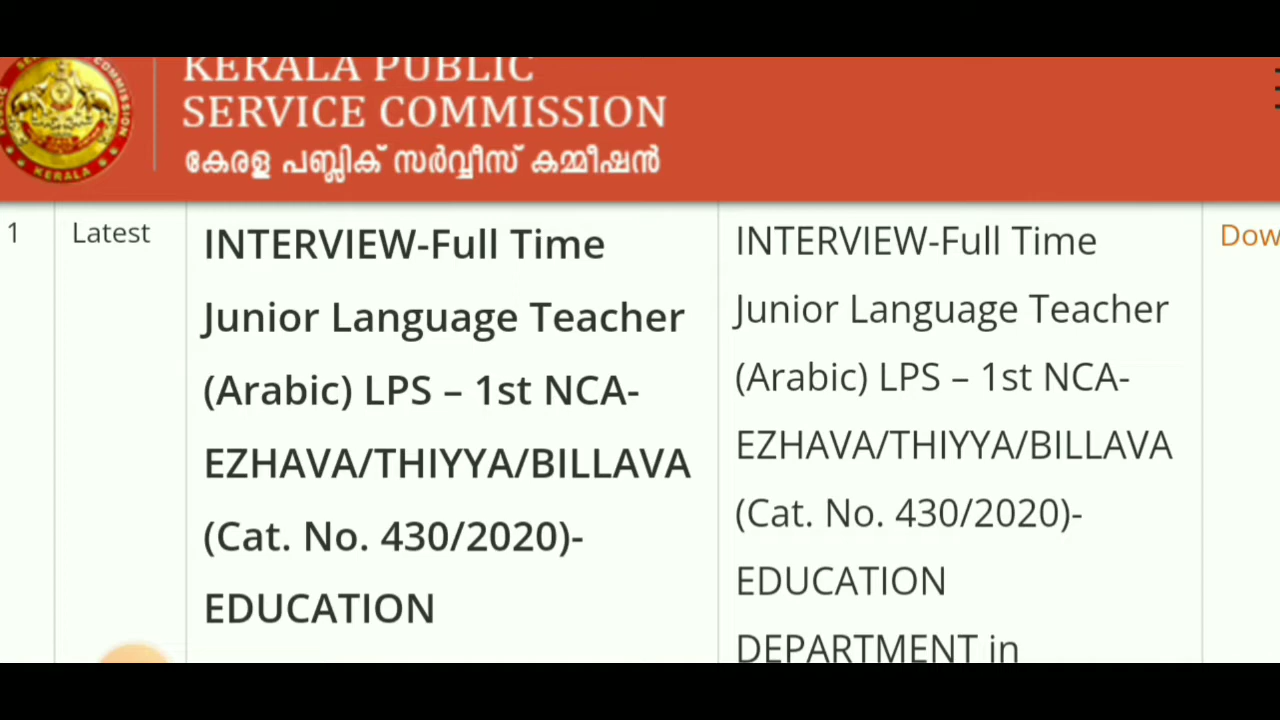 KERALA PUBLIC
SERVICE COMMISSION
കേരള പബ്ലിക് സർവ്വീസ് കമ്മീഷൻ
KERALA
1
Latest
INTERVIEW-Full Time
Junior Language Teacher
(Arabic) LPS – 1st NCA-
EZHAVA/THIYYA/BILLAVA
(Cat. No. 430/2020)-
EDUCATION
INTERVIEW-Full Time
Junior Language Teacher
(Arabic) LPS – 1st NCA-
EZHAVA/THIYYA/BILLAVA
(Cat. No. 430/2020)-
EDUCATION
DEPARTMENT in
Dow